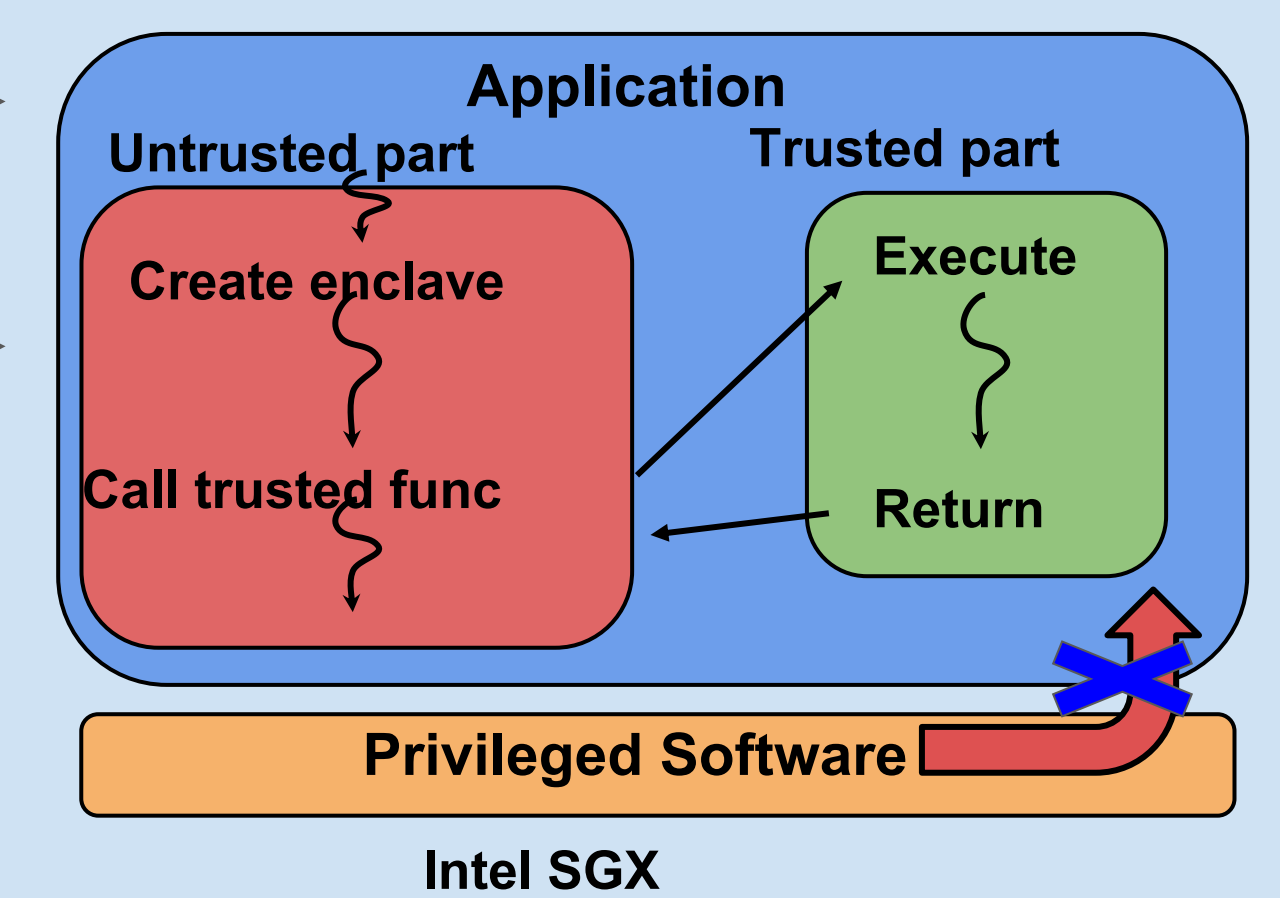 Application
Untrusted part
Trusted part
Create enclave
Execute
Call trusted func
Return
Privileged Software
Intel SGX